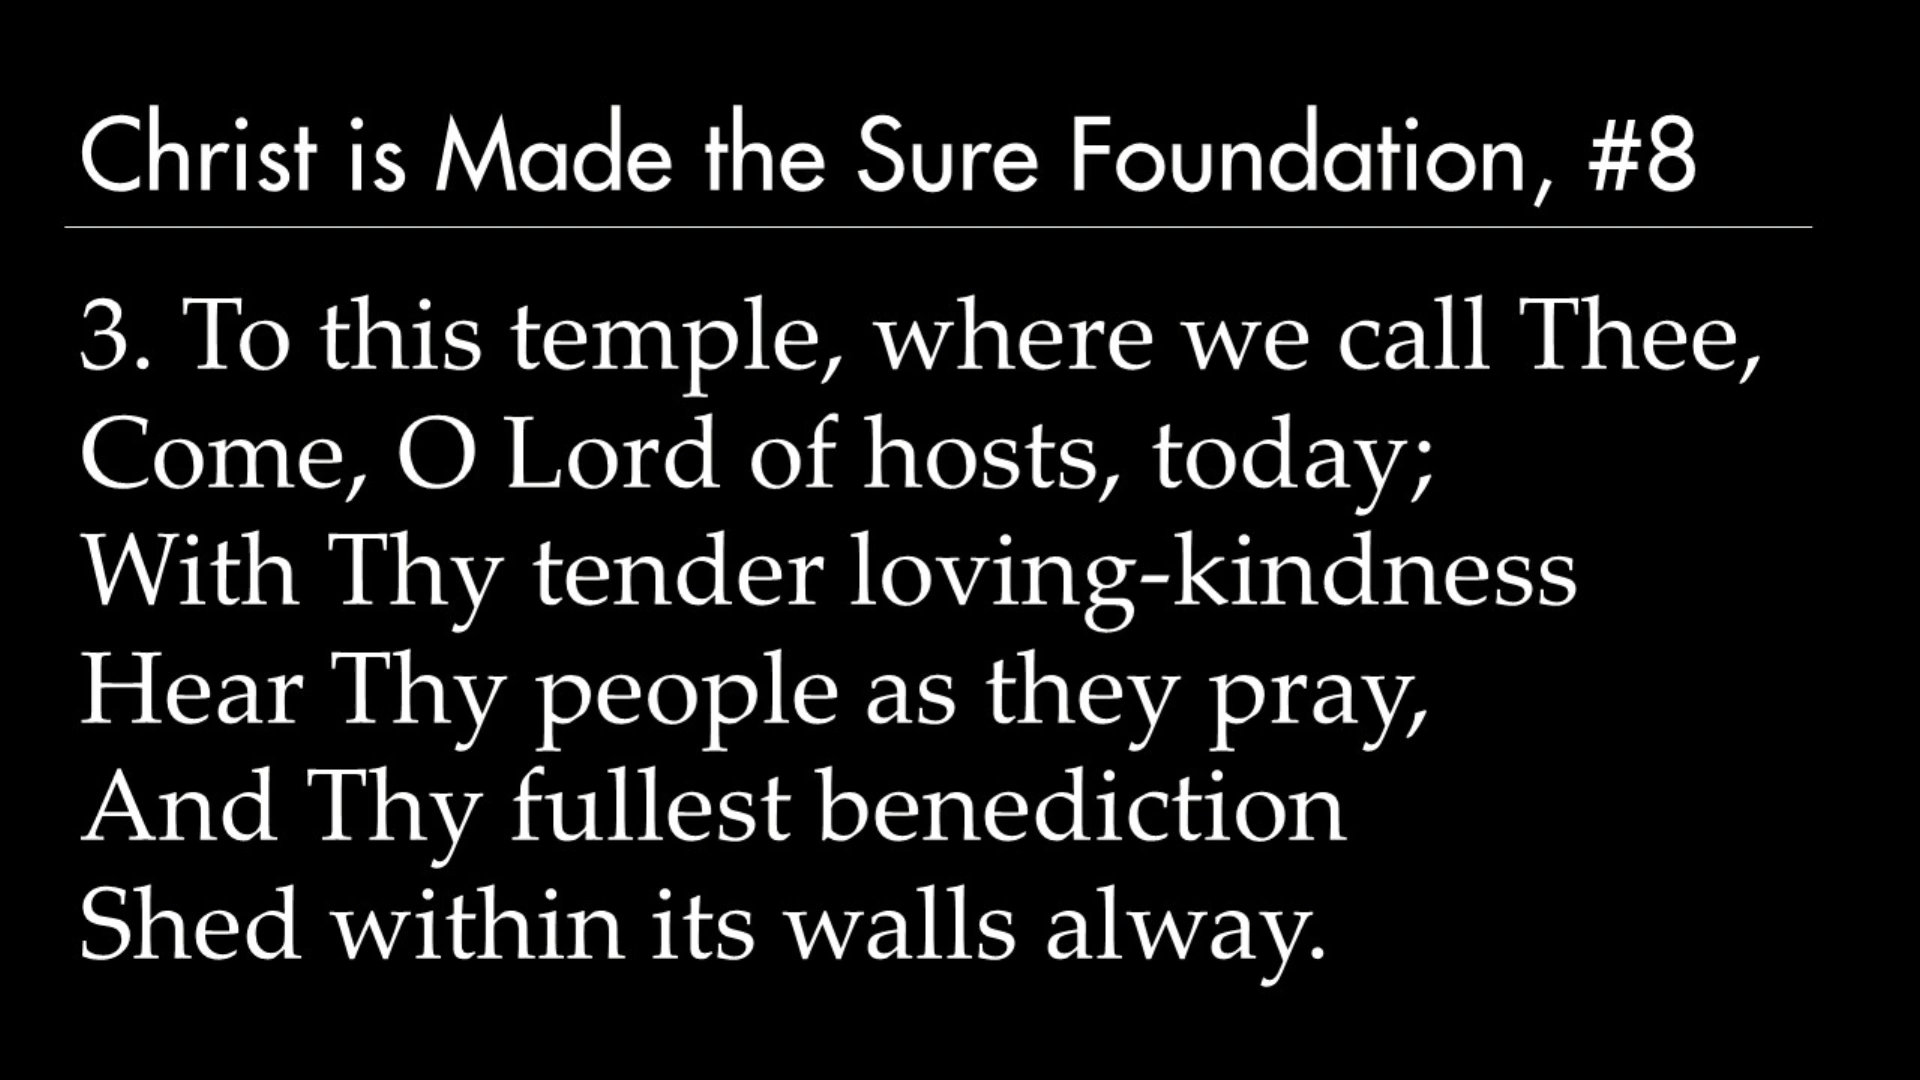 Christ is Made the Sure Foundation, #8
3. To this temple, where we call Thee,
Come, O Lord of hosts, today;
With Thy tender loving-kindness
Hear Thy people as they pray,
And Thy fullest benediction
Shed within its walls alway.